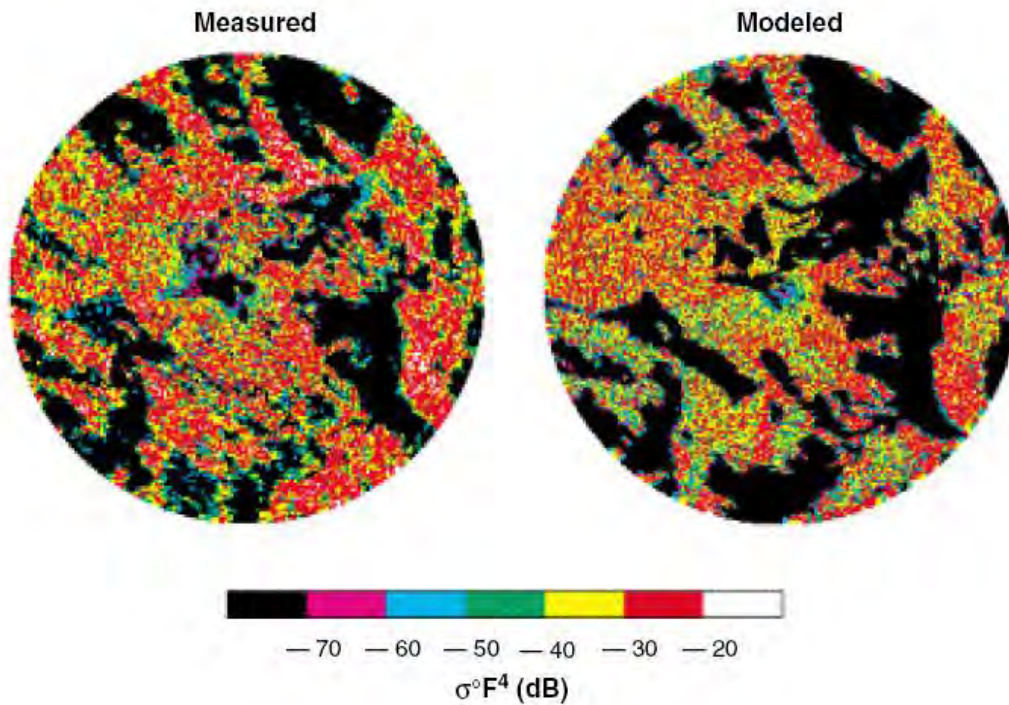 Measured Modeled
— 70 — 60 — 50 — 40 — 30 — 20
σ°F⁴ (dB)